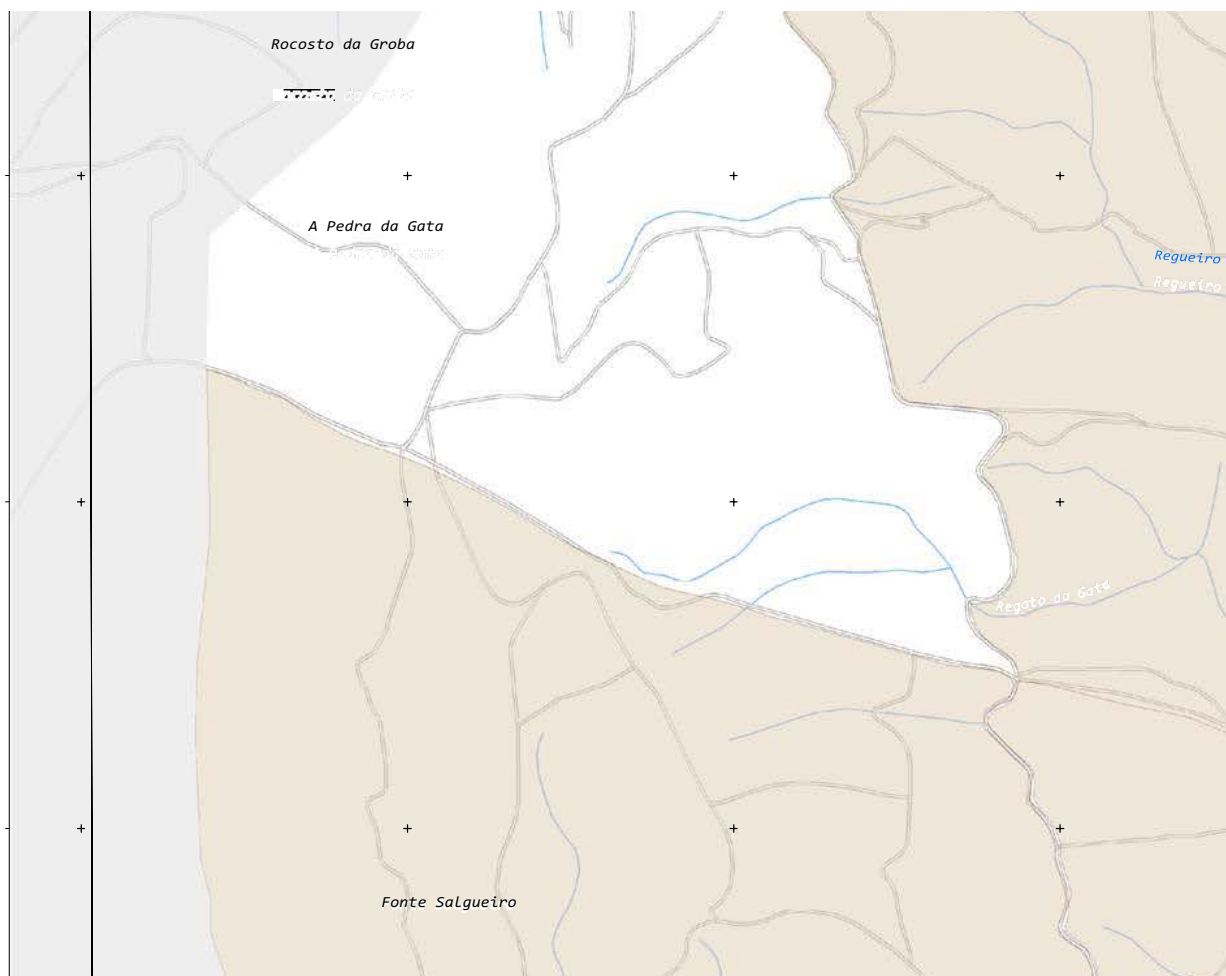 Rocosto da Groba
A Pedra da Gata
Regueiro
Regueiro
Regato da Gata
Fonte Salgueiro